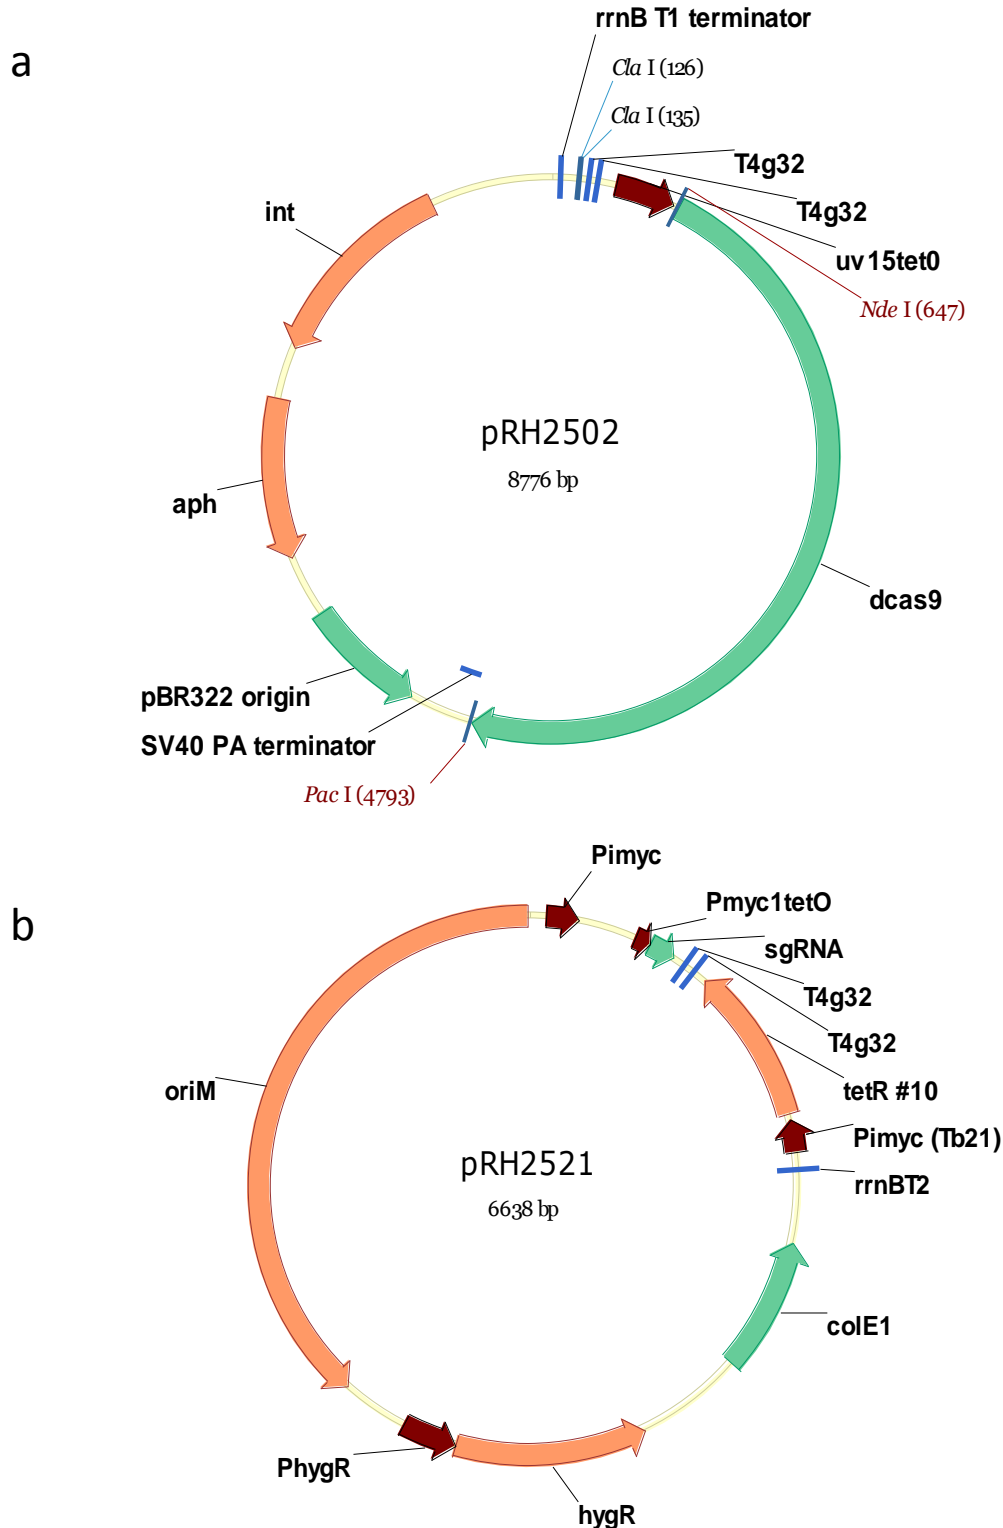 a
rrnB T1 terminator
Cla I (126)
Cla I (135)
T4g32
T4g32
uv15tet0
Nde I (647)
int
pRH2502
8776 bp
aph
dcas9
pBR322 origin
SV40 PA terminator
Pac I (4793)
b
Pimyc
Pmyc1tetO
sgRNA
T4g32
T4g32
tetR #10
Pimyc (Tb21)
rrnBT2
oriM
pRH2521
6638 bp
colE1
PhygR
hygR